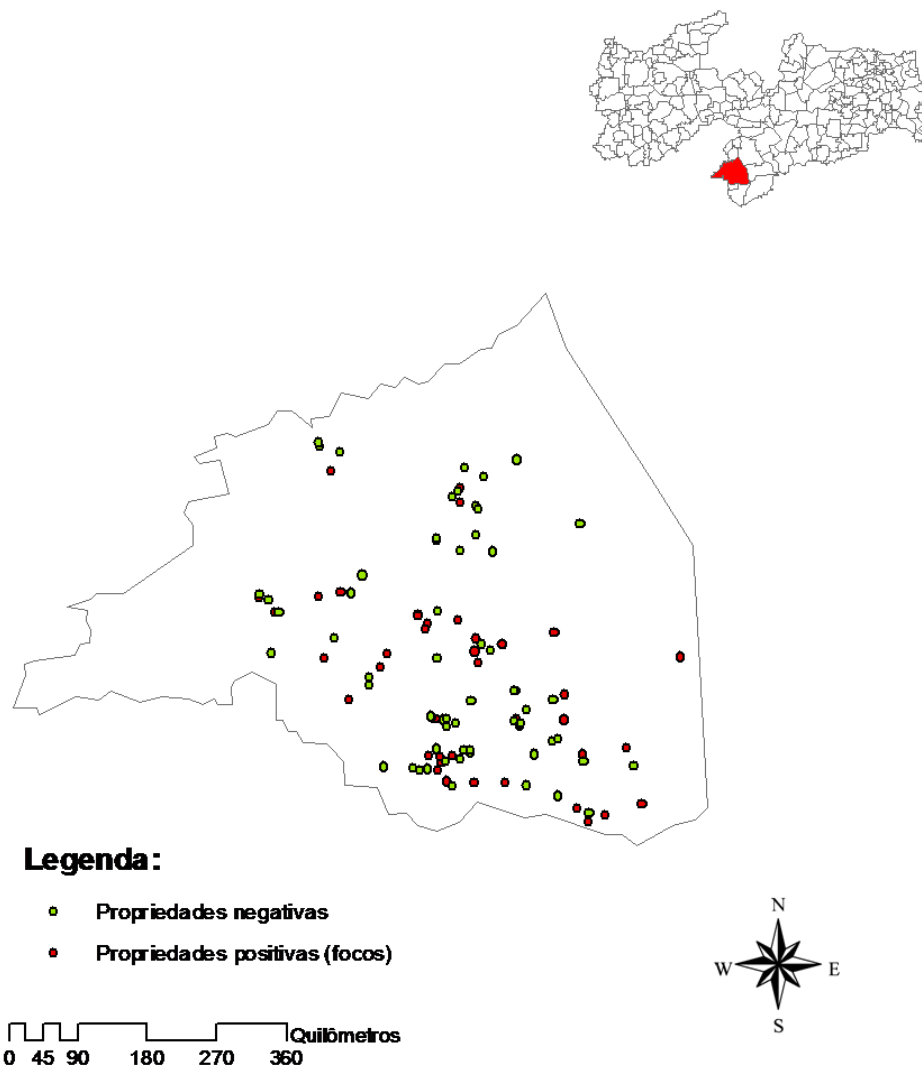 Legenda:
Propriedades negativas
Propriedades positivas (focos)
N
W E
S
Quilômetros
0 45 90 180 270 360